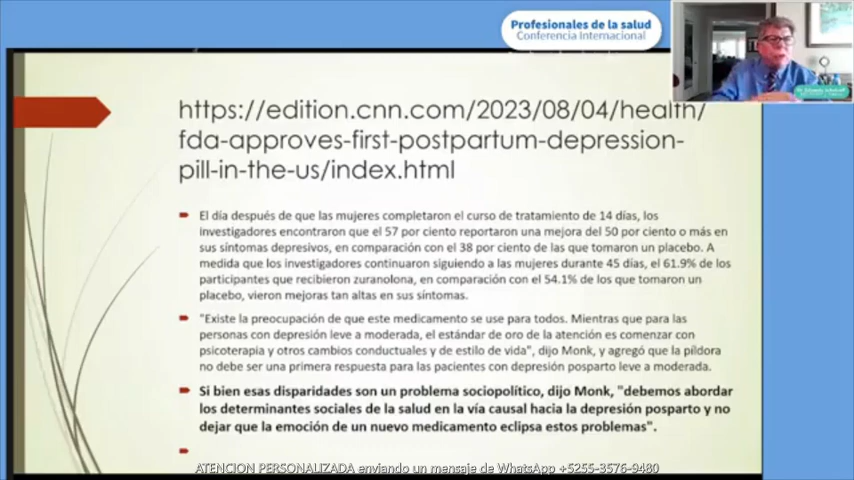 Profesionales de la salud
Conferencia Internacional
https://edition.cnn.com/2023/08/04/health/
fda-approves-first-postpartum-depression-
pill-in-the-us/index.html
El día después de que las mujeres completaron el curso de tratamiento de 14 días, los
investigadores encontraron que el 57 por ciento reportaron una mejora del 50 por ciento o más en
sus síntomas depresivos, en comparación con el 38 por ciento de las que tomaron un placebo. A
medida que los investigadores continuaron siguiendo a las mujeres durante 45 días, el 61.9% de los
participantes que recibieron zuranolona, en comparación con el 54.1% de los que tomaron un
placebo, vieron mejoras tan altas en sus síntomas.
"Existe la preocupación de que este medicamento se use para todos. Mientras que para las
personas con depresión leve a moderada, el estándar de oro de la atención es comenzar con
psicoterapia y otros cambios conductuales y de estilo de vida", dijo Monk, y agregó que la píldora
no debe ser una primera respuesta para las pacientes con depresión posparto leve a moderada.
Si bien esas disparidades son un problema sociopolítico, dijo Monk, "debemos abordar
los determinantes sociales de la salud en la vía causal hacia la depresión posparto y no
dejar que la emoción de un nuevo medicamento eclipsa estos problemas".
ATENCION PERSONALIZADA enviando un mensaje de WhatsApp +5255-3576-9480